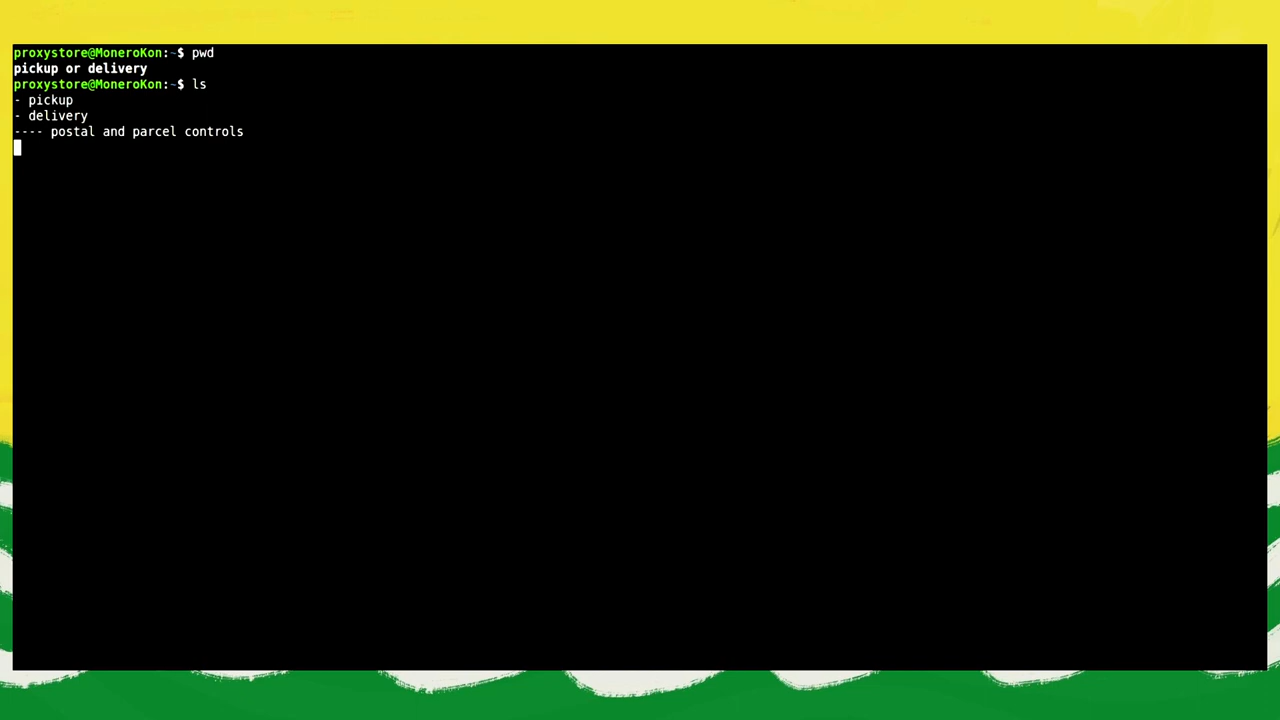 proxystore@MoneroKon:~$ pwd
pickup or delivery
proxystore@MoneroKon:~$ ls
- pickup
- delivery
---- postal and parcel controls